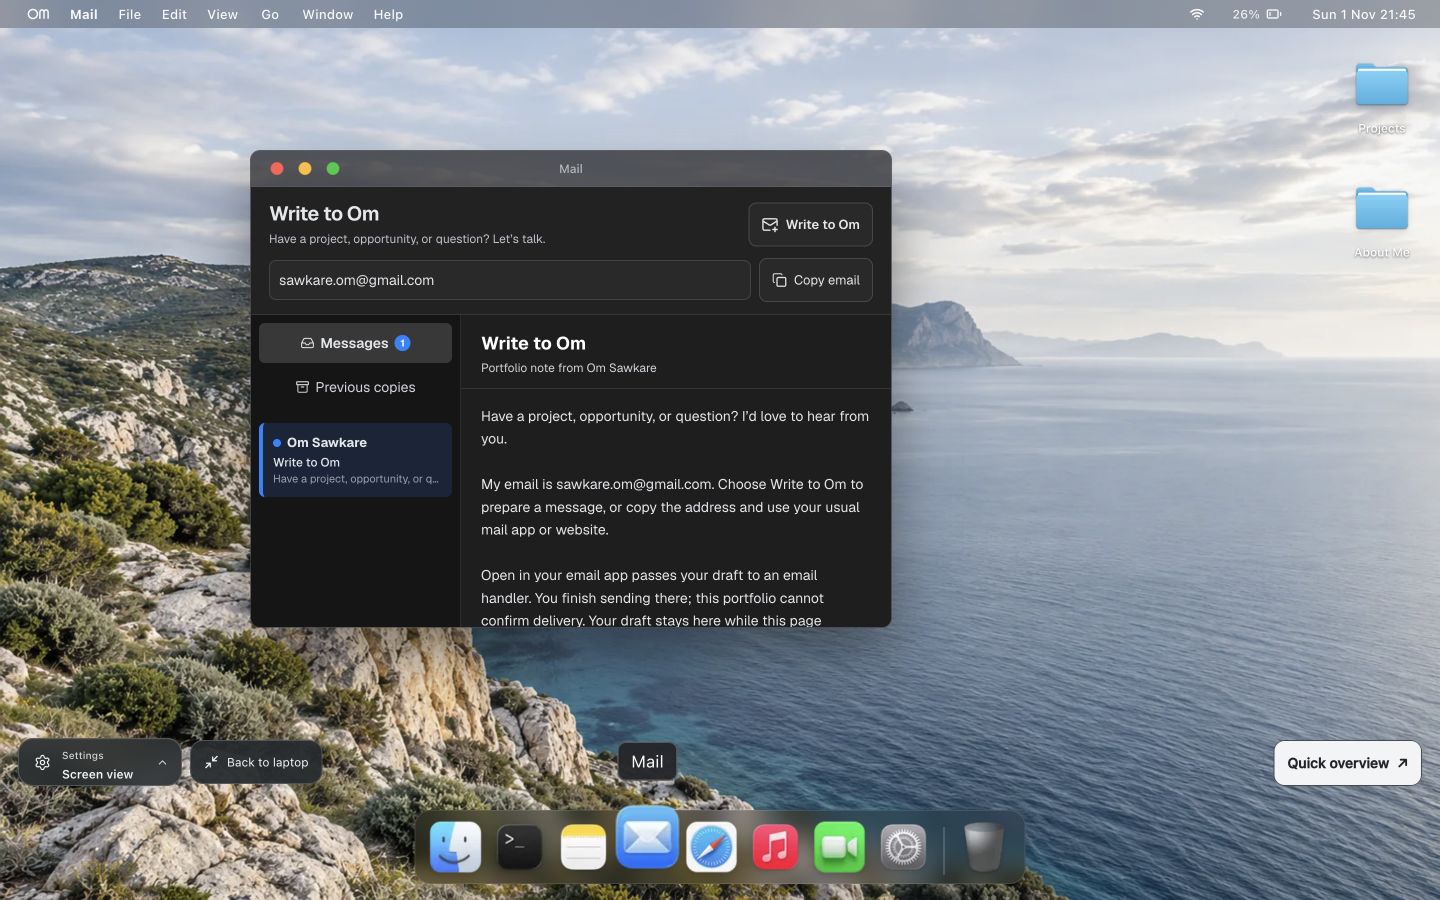 OM Mail File Edit View Go Window Help 26% Sun 1 Nov 21:45
Projects
About Me
Mail
Write to Om
Have a project, opportunity, or question? Let's talk.
Write to Om
sawkare.om@gmail.com
Copy email
Messages 1
Previous copies
Om Sawkare
Write to Om
Have a project, opportunity, or q...
Write to Om
Portfolio note from Om Sawkare
Have a project, opportunity, or question? I'd love to hear from
you.
My email is sawkare.om@gmail.com. Choose Write to Om to
prepare a message, or copy the address and use your usual
mail app or website.
Open in your email app passes your draft to an email
handler. You finish sending there; this portfolio cannot
confirm delivery. Your draft stays here while this page
Settings
Screen view
Back to laptop
Mail
Quick overview
>_